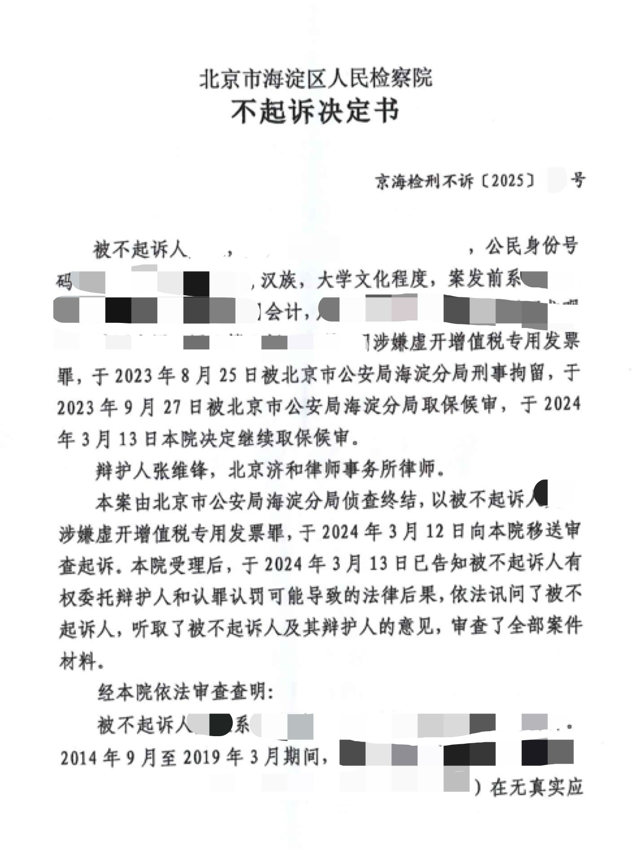 北京市海淀区人民检察院
不起诉决定书
京海检刑不诉〔2025〕 号
被不起诉人 ， ，公民身份号
码 ，汉族，大学文化程度，案发前系
会计，
涉嫌虚开增值税专用发票
罪，于2023年8月25日被北京市公安局海淀分局刑事拘留，于
2023年9月27日被北京市公安局海淀分局取保候审，于2024
年3月13日本院决定继续取保候审。
辩护人张维锋，北京济和律师事务所律师。
本案由北京市公安局海淀分局侦查终结，以被不起诉人
涉嫌虚开增值税专用发票罪，于2024年3月12日向本院移送审
查起诉。本院受理后，于2024年3月13日已告知被不起诉人有
权委托辩护人和认罪认罚可能导致的法律后果，依法讯问了被不
起诉人，听取了被不起诉人及其辩护人的意见，审查了全部案件
材料。
经本院依法审查查明：
被不起诉人 系 。
2014年9月至2019年3月期间，
）在无真实应